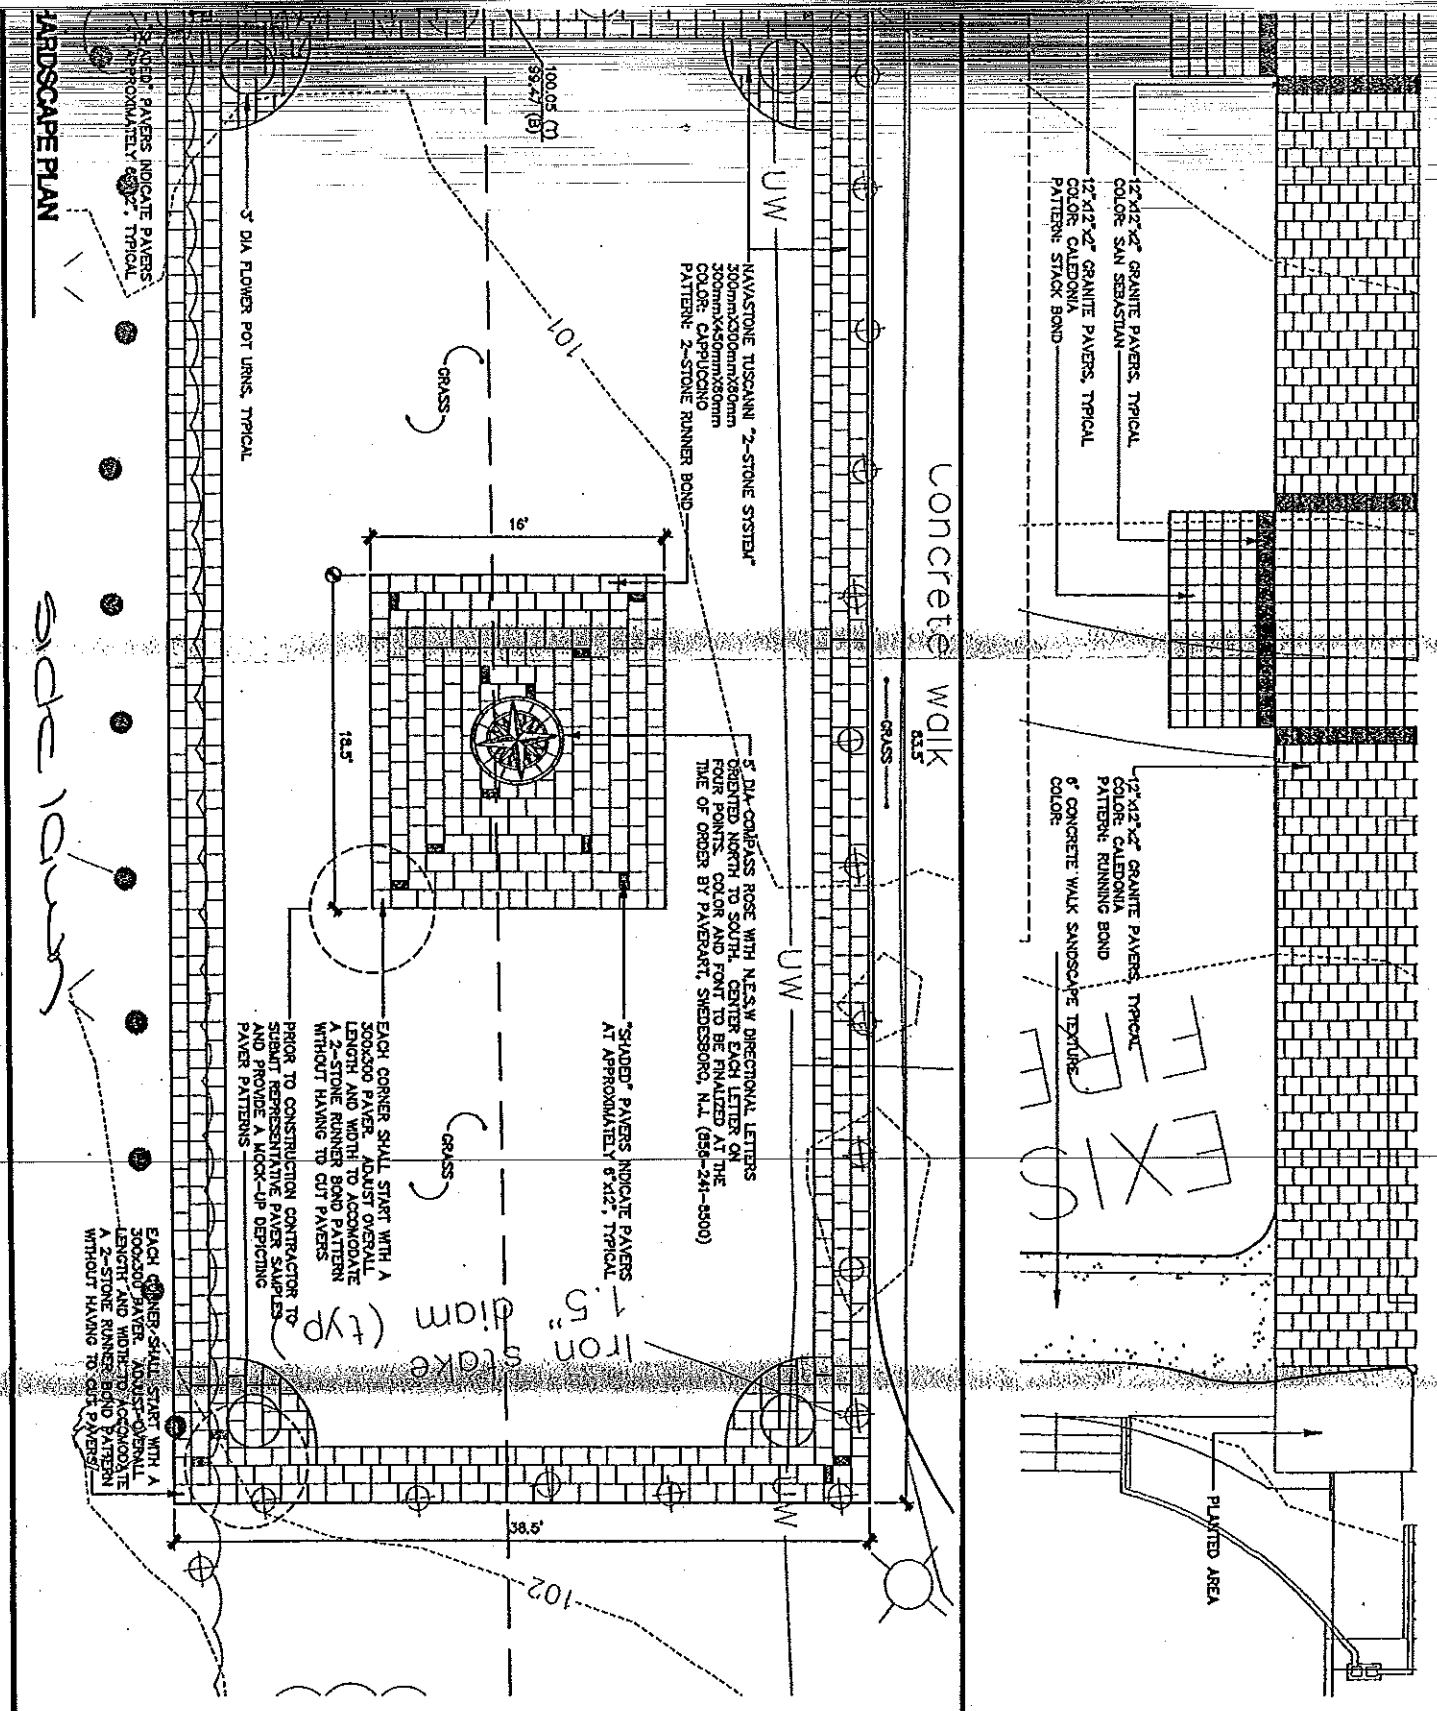 12"x12"x2" GRANITE PAVERS, TYPICAL
COLOR: SAN SEBASTIAN
12"x12"x2" GRANITE PAVERS, TYPICAL
COLOR: CALEDONIA
PATTERN: STACK BOND
12"x12"x2" GRANITE PAVERS, TYPICAL
COLOR: CALEDONIA
PATTERN: RUNNING BOND
6' CONCRETE WALK SANDSCAPE TEXTURE
COLOR:
PLANTED AREA
Concrete walk
83.5'
GRASS
UW
UW
UW
100.05 (T)
99.47 (B)
NAVASTONE TUSCANNI "2-STONE SYSTEM"
300mmX300mmX80mm
300mmX450mmX80mm
COLOR: CAPPUCCINO
PATTERN: 2-STONE RUNNER BOND
5' DIA COMPASS ROSE WITH N.E.S.W DIRECTIONAL LETTERS
ORIENTED NORTH TO SOUTH. CENTER EACH LETTER ON
FOUR POINTS. COLOR AND FONT TO BE FINALIZED AT THE
TIME OF ORDER BY PAVERART, SWEDESBORO, N.J. (856-241-8500)
"SHADED" PAVERS INDICATE PAVERS
AT APPROXIMATELY 6"x12", TYPICAL
101
102
16'
18.5'
38.5'
GRASS
GRASS
Iron stake
1.5" diam (typ)
EACH CORNER SHALL START WITH A
300x300 PAVER. ADJUST OVERALL
LENGTH AND WIDTH TO ACCOMODATE
A 2-STONE RUNNER BOND PATTERN
WITHOUT HAVING TO CUT PAVERS
PRIOR TO CONSTRUCTION CONTRACTOR TO
SUBMIT REPRESENTATIVE PAVER SAMPLES
AND PROVIDE A MOCK-UP DEPICTING
PAVER PATTERNS
3' DIA FLOWER POT URNS, TYPICAL
PAVERS INDICATE PAVERS
APPROXIMATELY TYPICAL
EACH CORNER SHALL START WITH A
300x300 PAVER. ADJUST OVERALL
LENGTH AND WIDTH TO ACCOMODATE
A 2-STONE RUNNER BOND PATTERN
WITHOUT HAVING TO CUT PAVERS
ARDSCAPE PLAN
Side